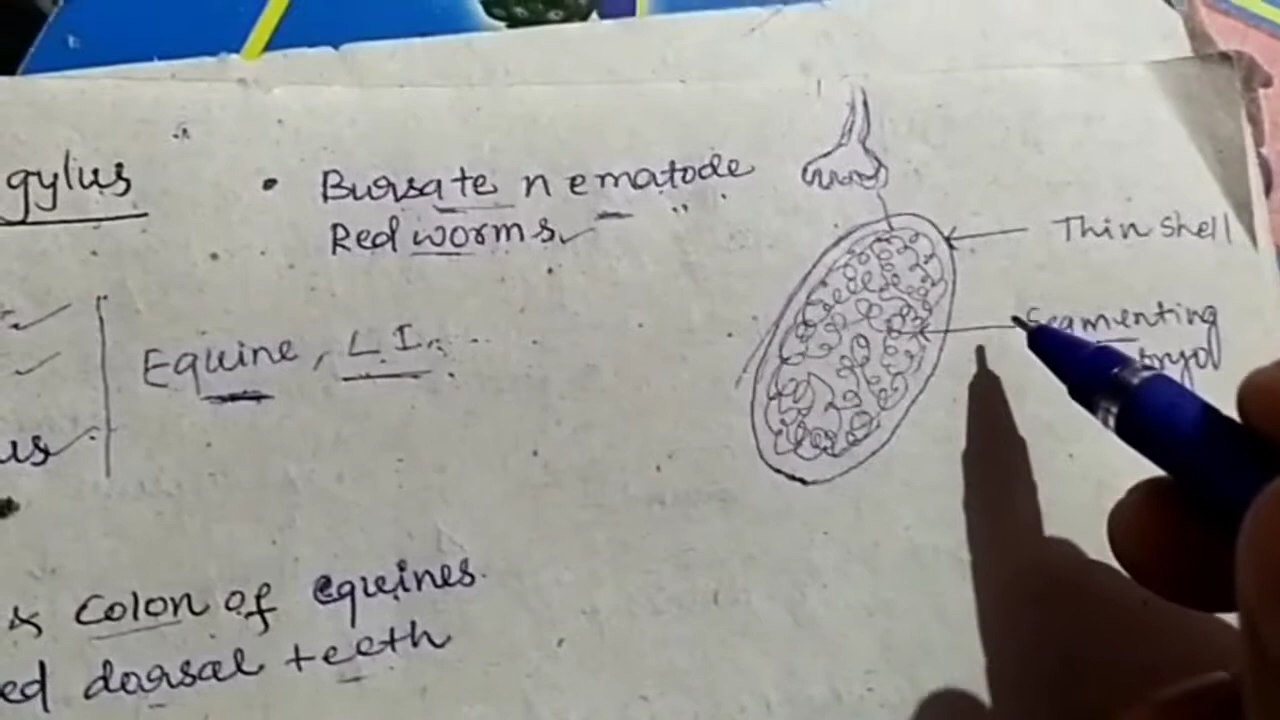 gylus
• Bursate nematode
Red worms
Thin shell
Equine, L I.
Segmenting
us
& Colon of equines.
ed dorsal teeth